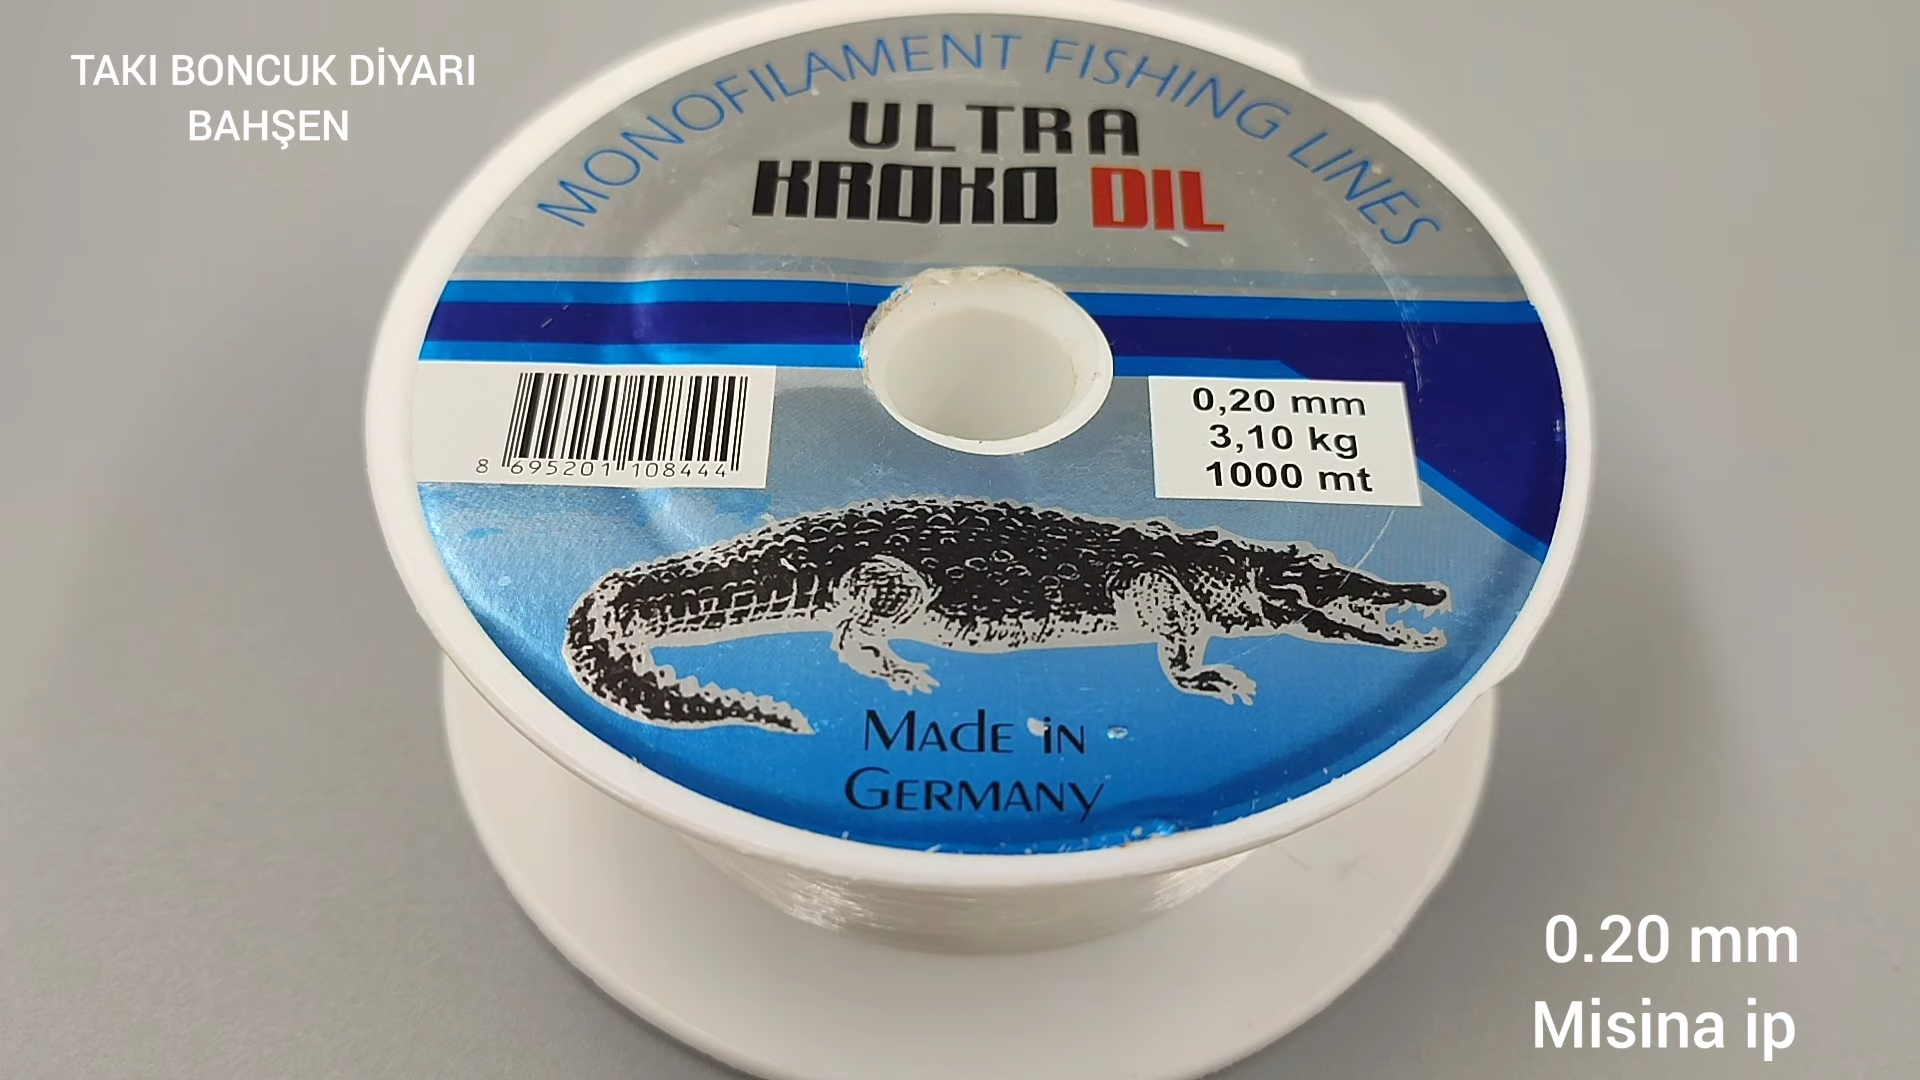 TAKI BONCUK DİYARI
BAHŞEN
MONOFILAMENT FISHING LINES
ULTRA
KROKO DIL
8 695201 108444
0,20 mm
3,10 kg
1000 mt
MAdE iN
GERMANY
0.20 mm
Misina ip